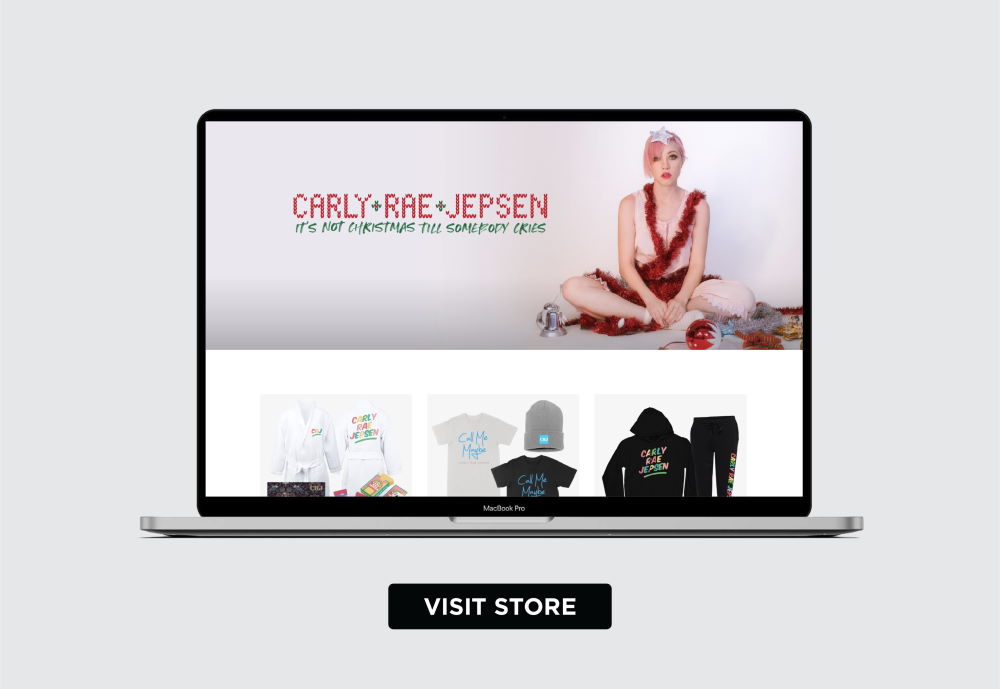 CARLY RAE JEPSEN
IT'S NOT CHRISTMAS TILL SOMEBODY CRIES
CRJ
CARLY
RAE
JEPSEN
CRJ
Call Me
Maybe
CRJ
Call Me
Maybe
CARLY
RAE
JEPSEN
CARLY RAE JEPSEN
MacBook Pro
VISIT STORE